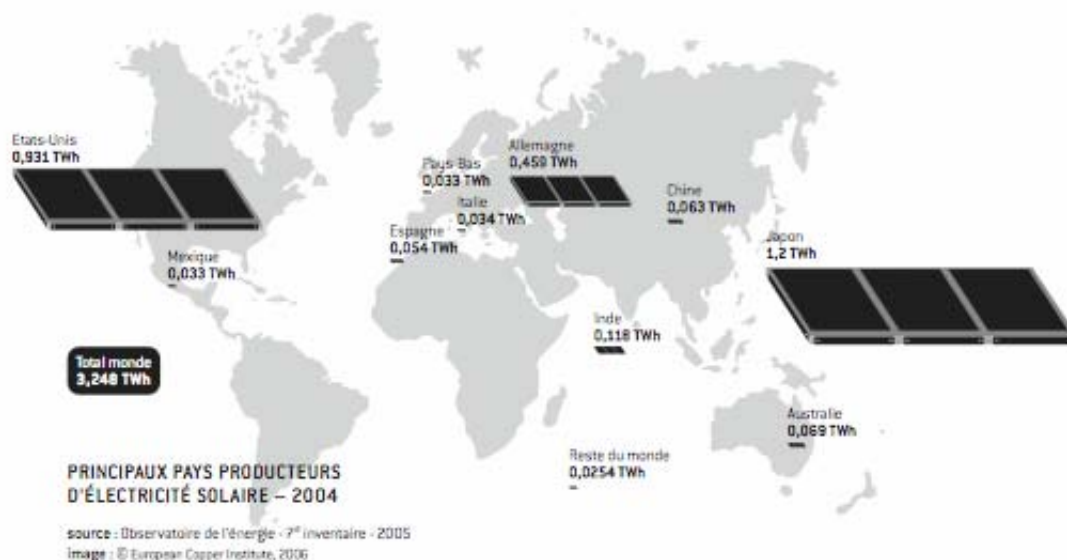 Etats-Unis
0,931 TWh
Mexique
0,033 TWh
Pays-Bas
0,033 TWh
Italie
0,034 TWh
Espagne
0,054 TWh
Allemagne
0,459 TWh
Chine
0,063 TWh
Japon
1,2 TWh
Inde
0,118 TWh
Australie
0,069 TWh
Reste du monde
0,0254 TWh
Total monde
3,248 TWh
PRINCIPAUX PAYS PRODUCTEURS
D'ÉLECTRICITÉ SOLAIRE – 2004
source : Observatoire de l'énergie - 7e inventaire - 2005
image : © European Copper Institute, 2006